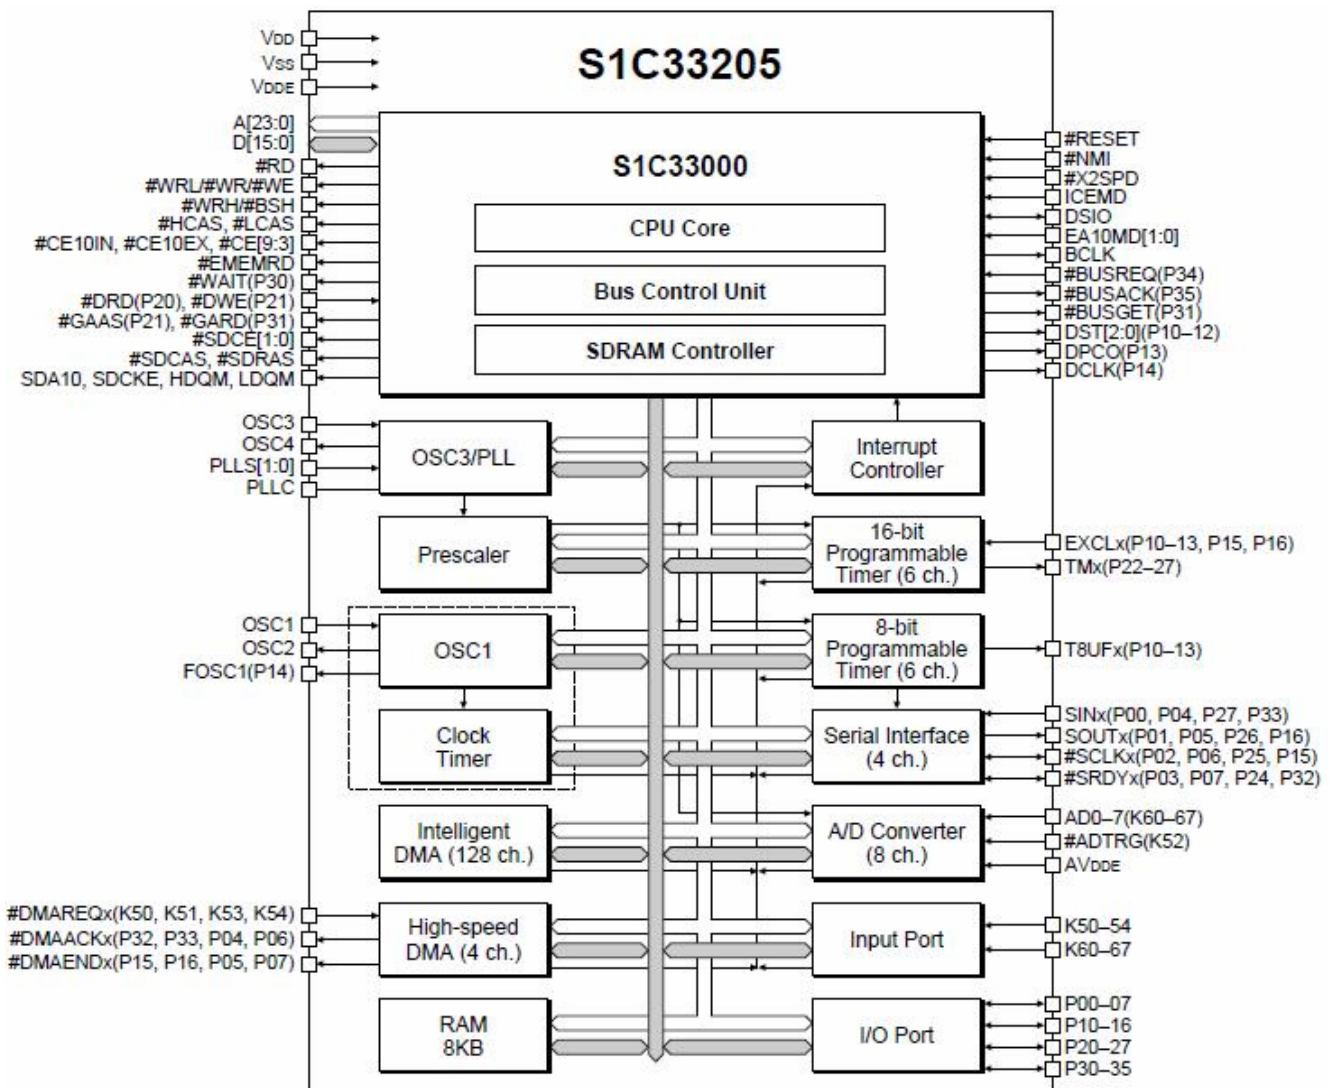 S1C33205
VDD
VSS
VDDE
A[23:0]
D[15:0]
#RD
#WRL/#WR/#WE
#WRH/#BSH
#HCAS, #LCAS
#CE10IN, #CE10EX, #CE[9:3]
#EMEMRD
#WAIT(P30)
#DRD(P20), #DWE(P21)
#GAAS(P21), #GARD(P31)
#SDCE[1:0]
#SDCAS, #SDRAS
SDA10, SDCKE, HDQM, LDQM
S1C33000
CPU Core
Bus Control Unit
SDRAM Controller
#RESET
#NMI
#X2SPD
ICEMD
DSIO
EA10MD[1:0]
BCLK
#BUSREQ(P34)
#BUSACK(P35)
#BUSGET(P31)
DST[2:0](P10–12)
DPCO(P13)
DCLK(P14)
OSC3
OSC4
PLLS[1:0]
PLLC
OSC3/PLL
Interrupt
Controller
Prescaler
16-bit
Programmable
Timer (6 ch.)
EXCLx(P10–13, P15, P16)
TMx(P22–27)
OSC1
OSC2
FOSC1(P14)
OSC1
8-bit
Programmable
Timer (6 ch.)
T8UFx(P10–13)
Clock
Timer
Serial Interface
(4 ch.)
SINx(P00, P04, P27, P33)
SOUTx(P01, P05, P26, P16)
#SCLKx(P02, P06, P25, P15)
#SRDYx(P03, P07, P24, P32)
Intelligent
DMA (128 ch.)
A/D Converter
(8 ch.)
AD0–7(K60–67)
#ADTRG(K52)
AVDDE
#DMAREQx(K50, K51, K53, K54)
#DMAACKx(P32, P33, P04, P06)
#DMAENDx(P15, P16, P05, P07)
High-speed
DMA (4 ch.)
Input Port
K50–54
K60–67
RAM
8KB
I/O Port
P00–07
P10–16
P20–27
P30–35